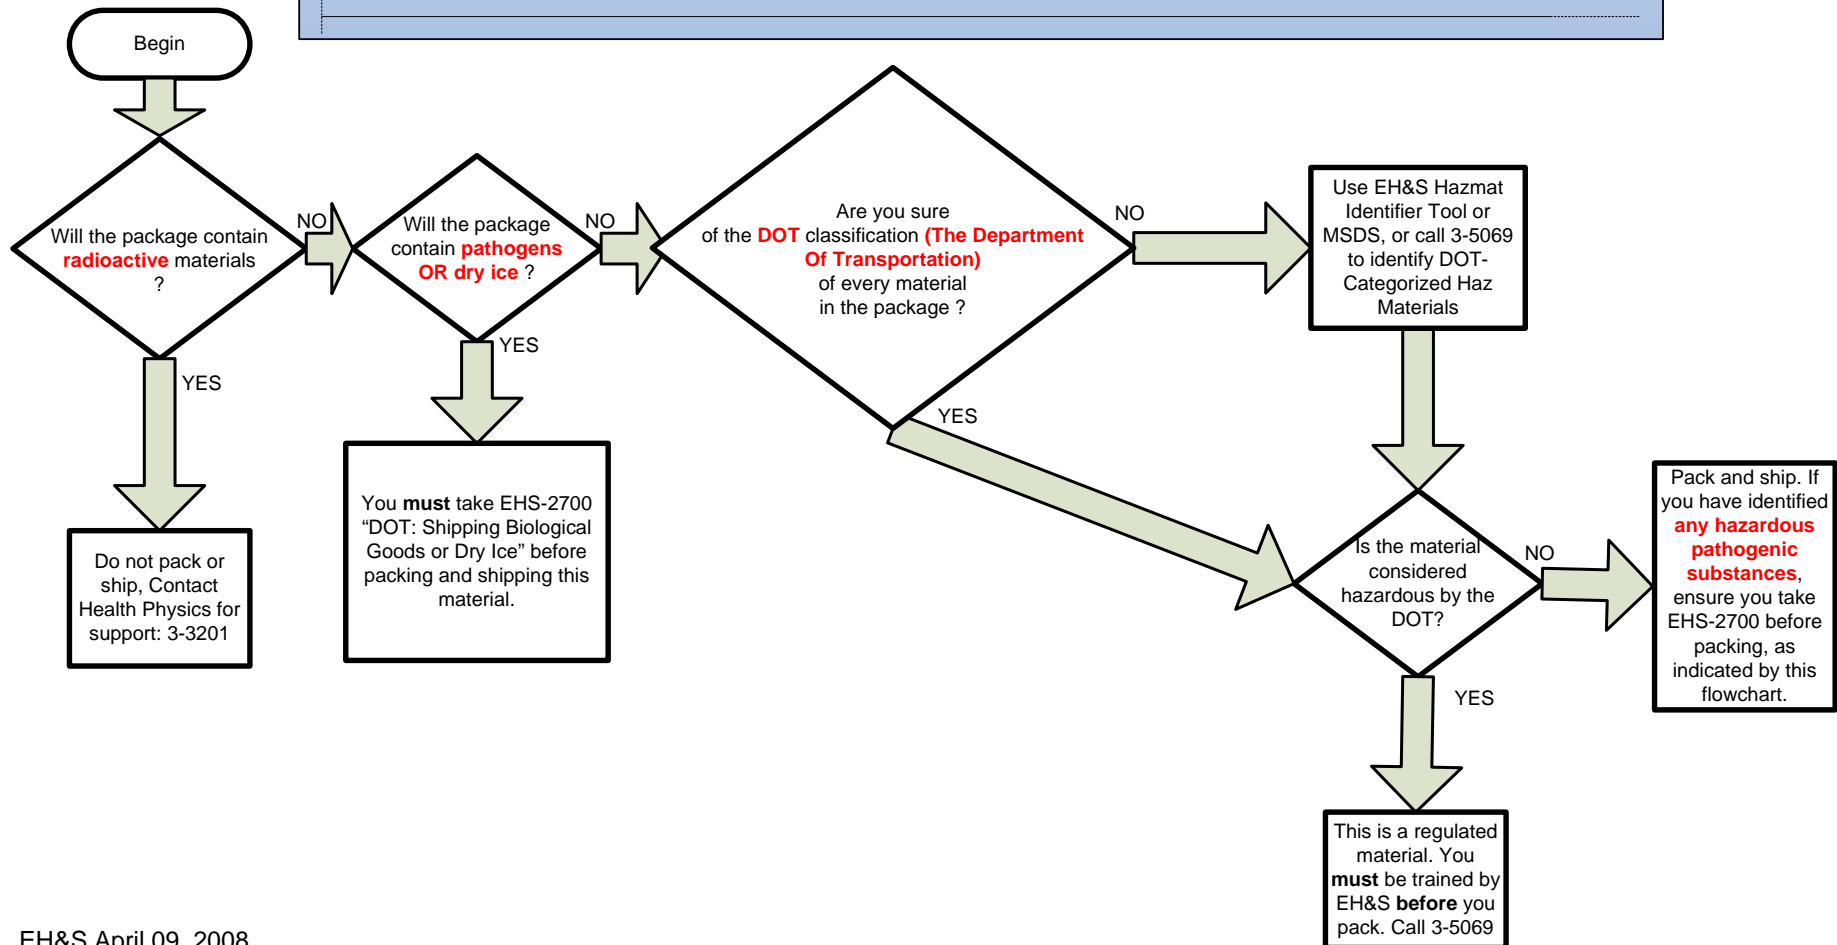 Begin
Will the package contain
radioactive materials
?
NO
YES
Do not pack or
ship, Contact
Health Physics for
support: 3-3201
Will the package
contain pathogens
OR dry ice ?
NO
YES
You must take EHS-2700
“DOT: Shipping Biological
Goods or Dry Ice” before
packing and shipping this
material.
Are you sure
of the DOT classification (The Department
Of Transportation)
of every material
in the package ?
NO
YES
Use EH&S Hazmat
Identifier Tool or
MSDS, or call 3-5069
to identify DOT-
Categorized Haz
Materials
Is the material
considered
hazardous by the
DOT?
NO
YES
Pack and ship. If
you have identified
any hazardous
pathogenic
substances,
ensure you take
EHS-2700 before
packing, as
indicated by this
flowchart.
This is a regulated
material. You
must be trained by
EH&S before you
pack. Call 3-5069
EH&S April 09, 2008